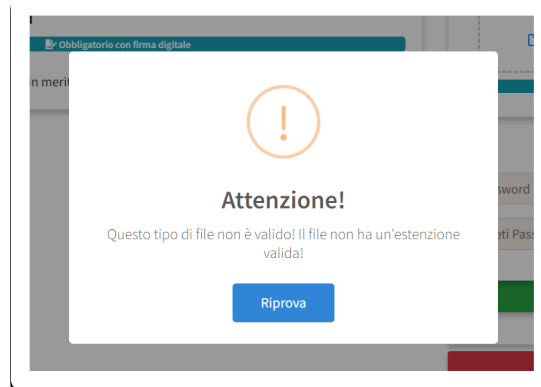 Obbligatorio con firma digitale
n merit
Attenzione!
Questo tipo di file non è valido! Il file non ha un'estenzione
valida!
Riprova
sword
eti Pass